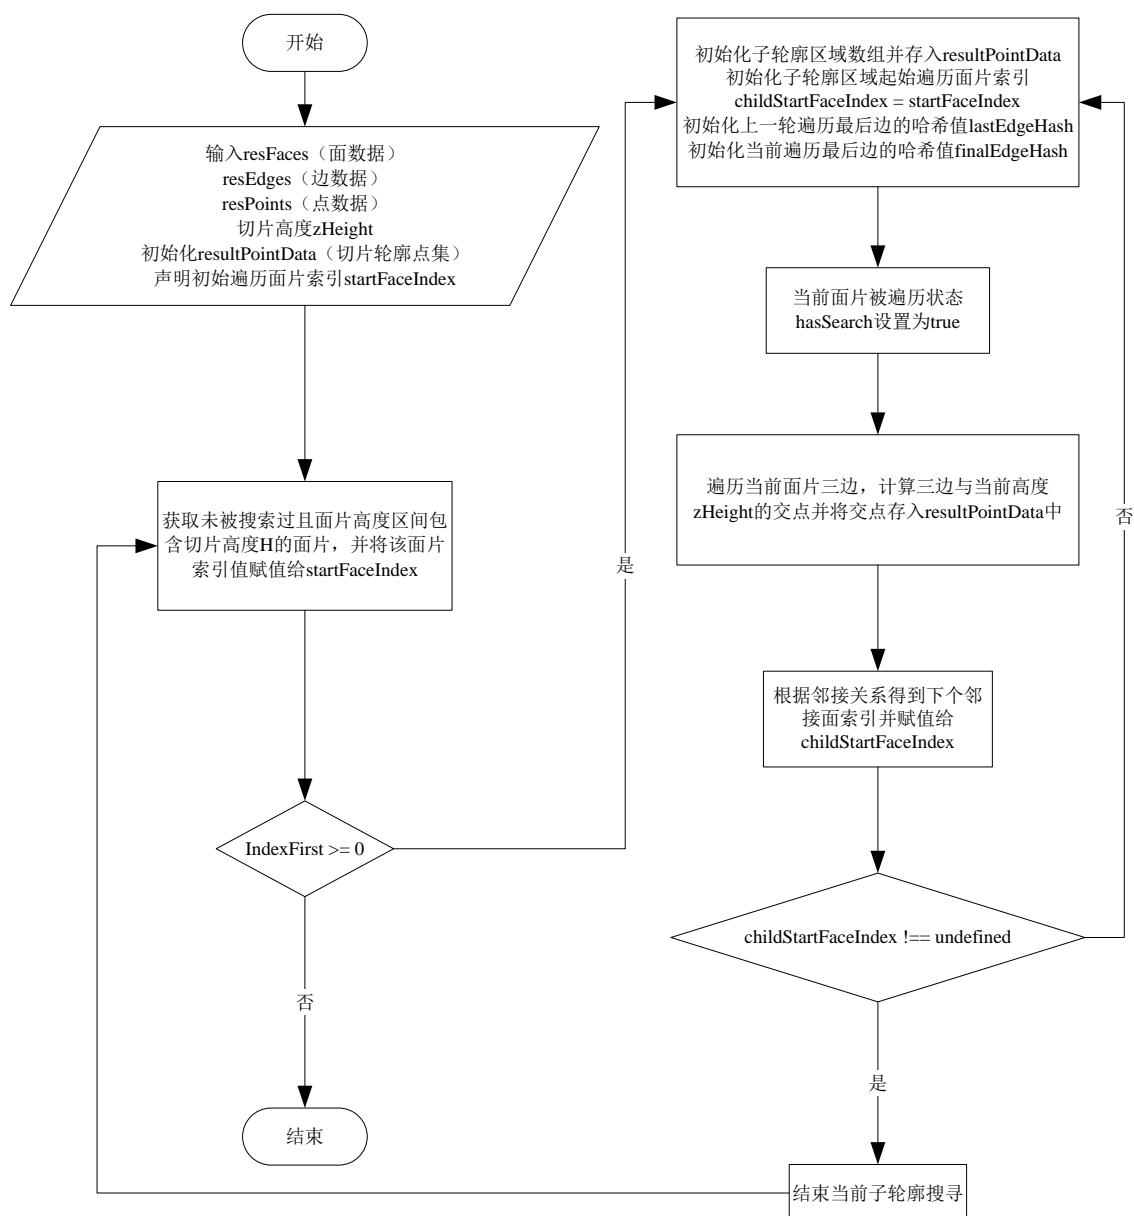 开始
输入resFaces（面数据）
resEdges（边数据）
resPoints（点数据）
切片高度zHeight
初始化resultPointData（切片轮廓点集）
声明初始遍历面片索引startFaceIndex
获取未被搜索过且面片高度区间包
含切片高度H的面片，并将该面片
索引值赋值给startFaceIndex
IndexFirst >= 0
否
结束
是
初始化子轮廓区域数组并存入resultPointData
初始化子轮廓区域起始遍历面片索引
childStartFaceIndex = startFaceIndex
初始化上一轮遍历最后边的哈希值lastEdgeHash
初始化当前遍历最后边的哈希值finalEdgeHash
当前面片被遍历状态
hasSearch设置为true
遍历当前面片三边，计算三边与当前高度
zHeight的交点并将交点存入resultPointData中
根据邻接关系得到下个邻
接面索引并赋值给
childStartFaceIndex
childStartFaceIndex !== undefined
否
是
结束当前子轮廓搜寻